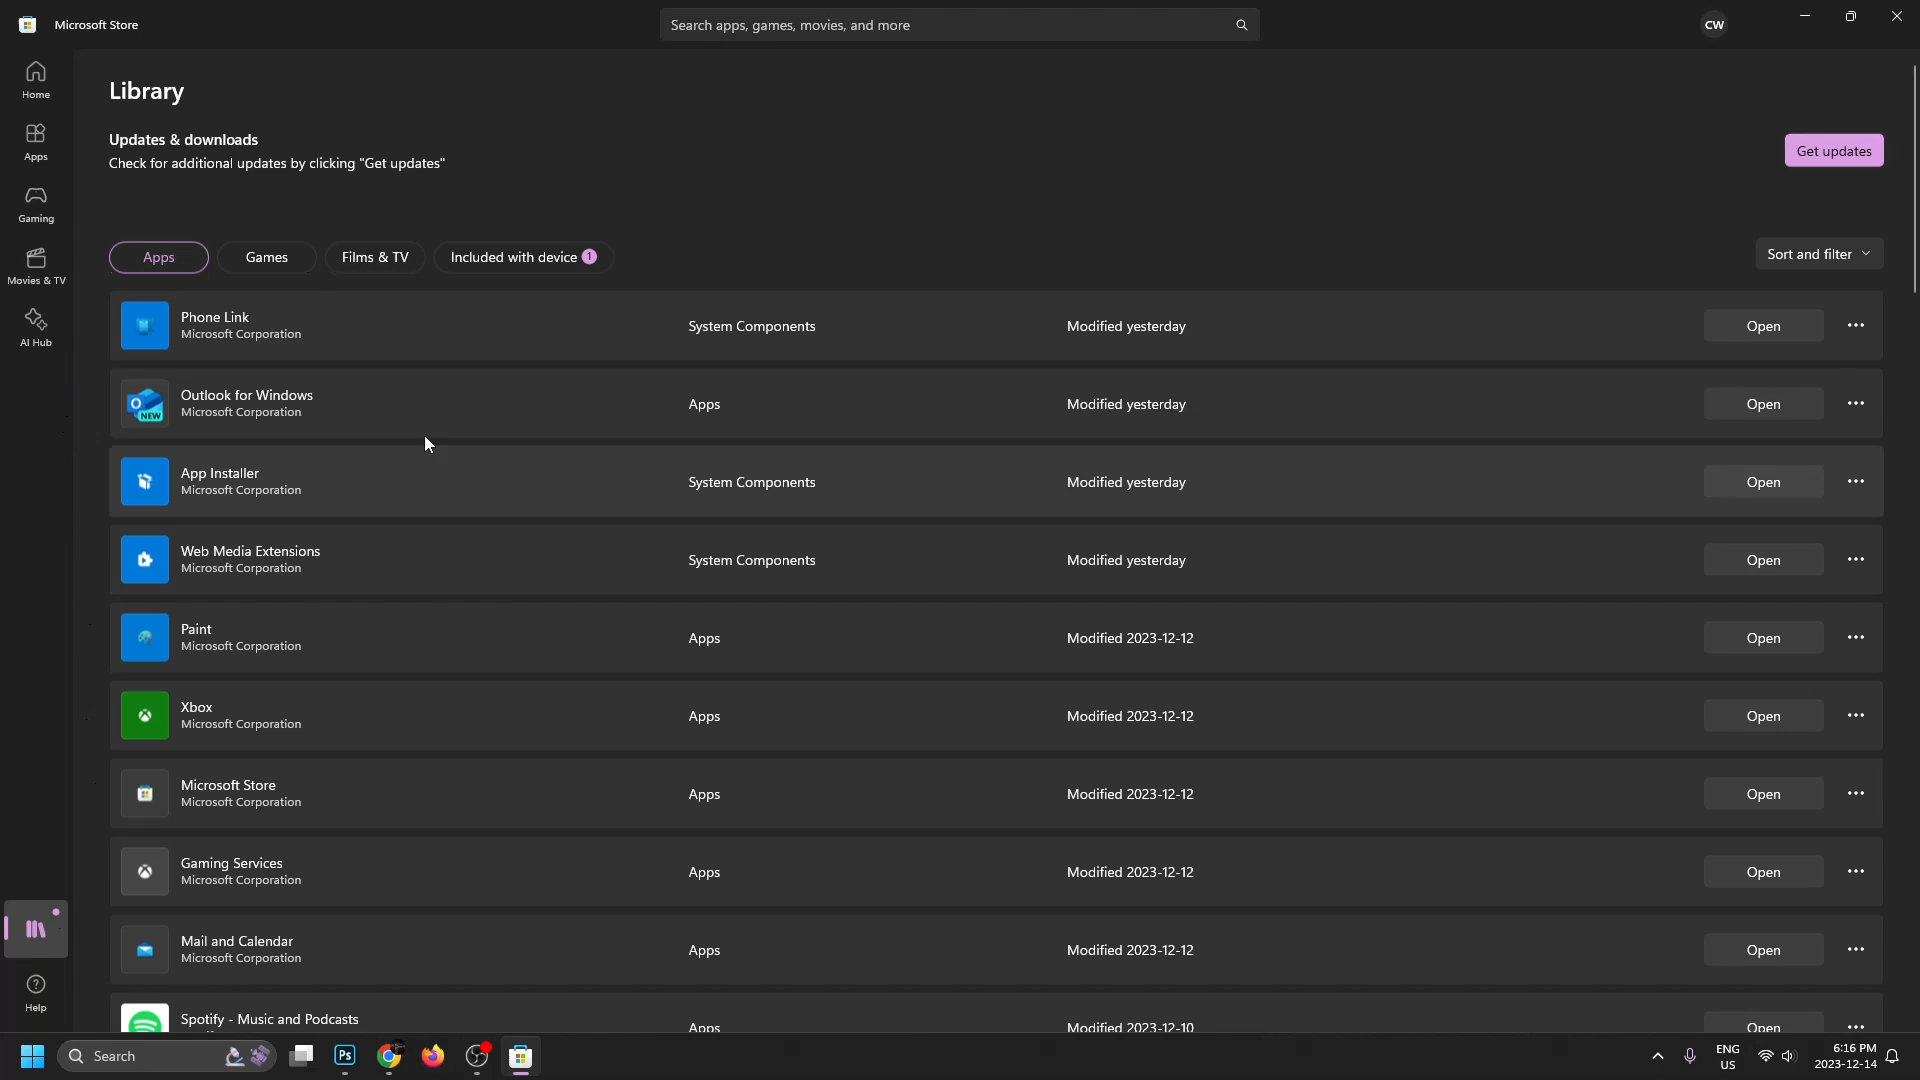 Microsoft Store
Search apps, games, movies, and more
CW
Home
Apps
Gaming
Movies & TV
AI Hub
Help
Library
Updates & downloads
Check for additional updates by clicking "Get updates"
Get updates
Apps
Games
Films & TV
Included with device 1
Sort and filter
Phone Link
Microsoft Corporation
System Components
Modified yesterday
Open
Outlook for Windows
Microsoft Corporation
Apps
Modified yesterday
Open
NEW
App Installer
Microsoft Corporation
System Components
Modified yesterday
Open
Web Media Extensions
Microsoft Corporation
System Components
Modified yesterday
Open
Paint
Microsoft Corporation
Apps
Modified 2023-12-12
Open
Xbox
Microsoft Corporation
Apps
Modified 2023-12-12
Open
Microsoft Store
Microsoft Corporation
Apps
Modified 2023-12-12
Open
Gaming Services
Microsoft Corporation
Apps
Modified 2023-12-12
Open
Mail and Calendar
Microsoft Corporation
Apps
Modified 2023-12-12
Open
Spotify - Music and Podcasts
Apps
Modified 2023-12-10
Open
Search
Ps
ENG
US
6:16 PM
2023-12-14